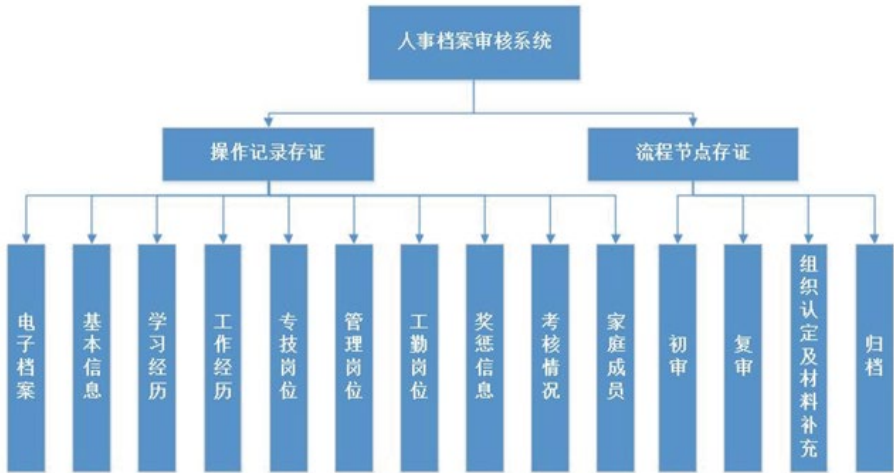 人事档案审核系统
操作记录存证
流程节点存证
电子档案
基本信息
学习经历
工作经历
专技岗位
管理岗位
工勤岗位
奖惩信息
考核情况
家庭成员
初审
复审
组织认定及材料补充
归档